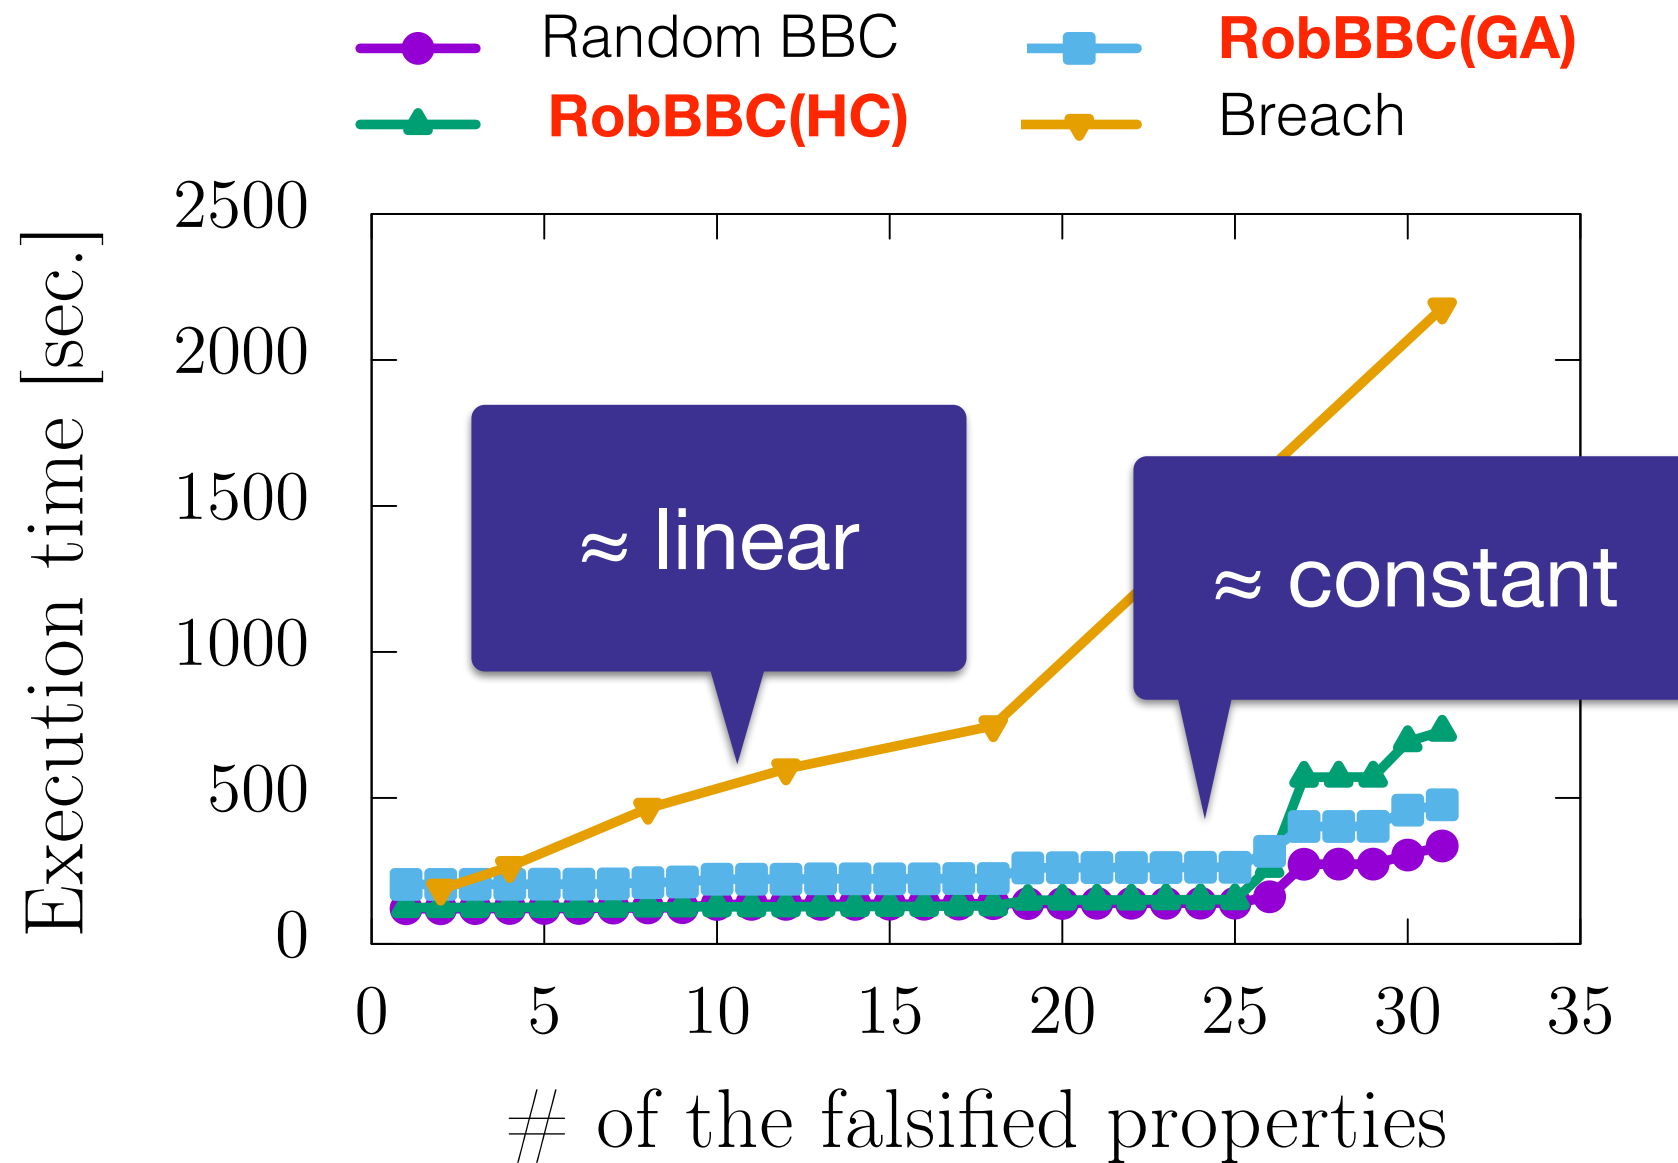 Random BBC
RobBBC(GA)
RobBBC(HC)
Breach
Execution time [sec.]
2500
2000
1500
1000
500
0
≈ linear
≈ constant
0 5 10 15 20 25 30 35
# of the falsified properties